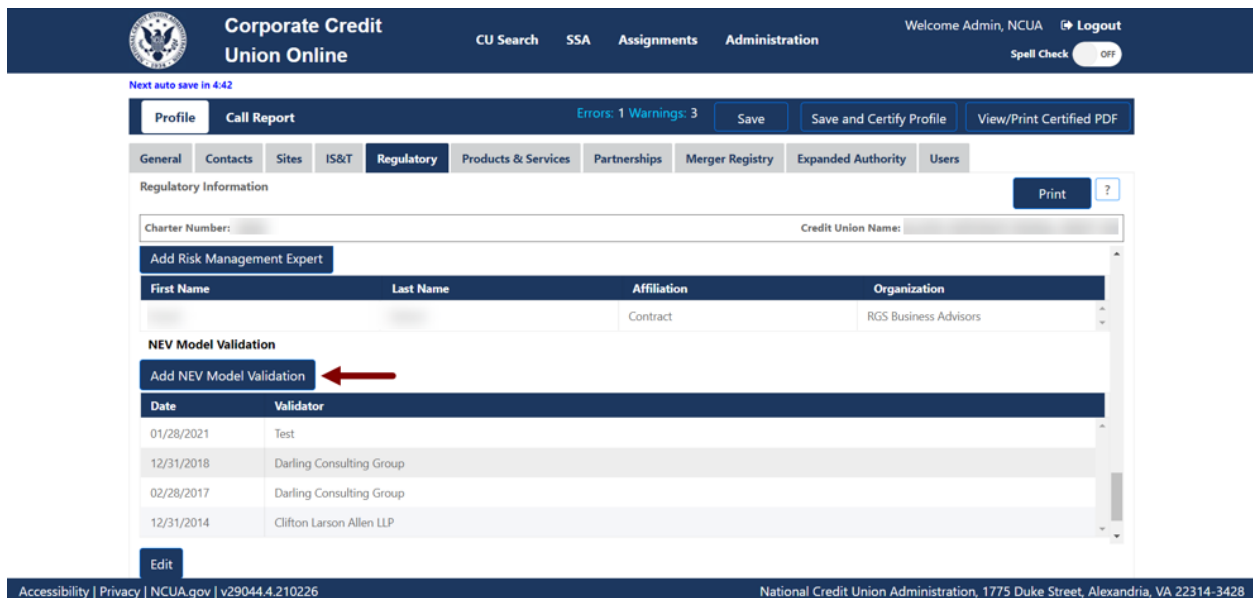 Corporate Credit
Union Online
CU Search SSA Assignments Administration
Welcome Admin, NCUA Logout
Spell Check OFF
Next auto save in 4:42
Profile Call Report
Errors: 1 Warnings: 3
Save Save and Certify Profile View/Print Certified PDF
General Contacts Sites IS&T Regulatory Products & Services Partnerships Merger Registry Expanded Authority Users
Regulatory Information
Print ?
Charter Number: Credit Union Name:
Add Risk Management Expert
First Name Last Name Affiliation Organization
Contract RGS Business Advisors
NEV Model Validation
Add NEV Model Validation
Date Validator
01/28/2021 Test
12/31/2018 Darling Consulting Group
02/28/2017 Darling Consulting Group
12/31/2014 Clifton Larson Allen LLP
Edit
Accessibility | Privacy | NCUA.gov | v29044.4.210226 National Credit Union Administration, 1775 Duke Street, Alexandria, VA 22314-3428